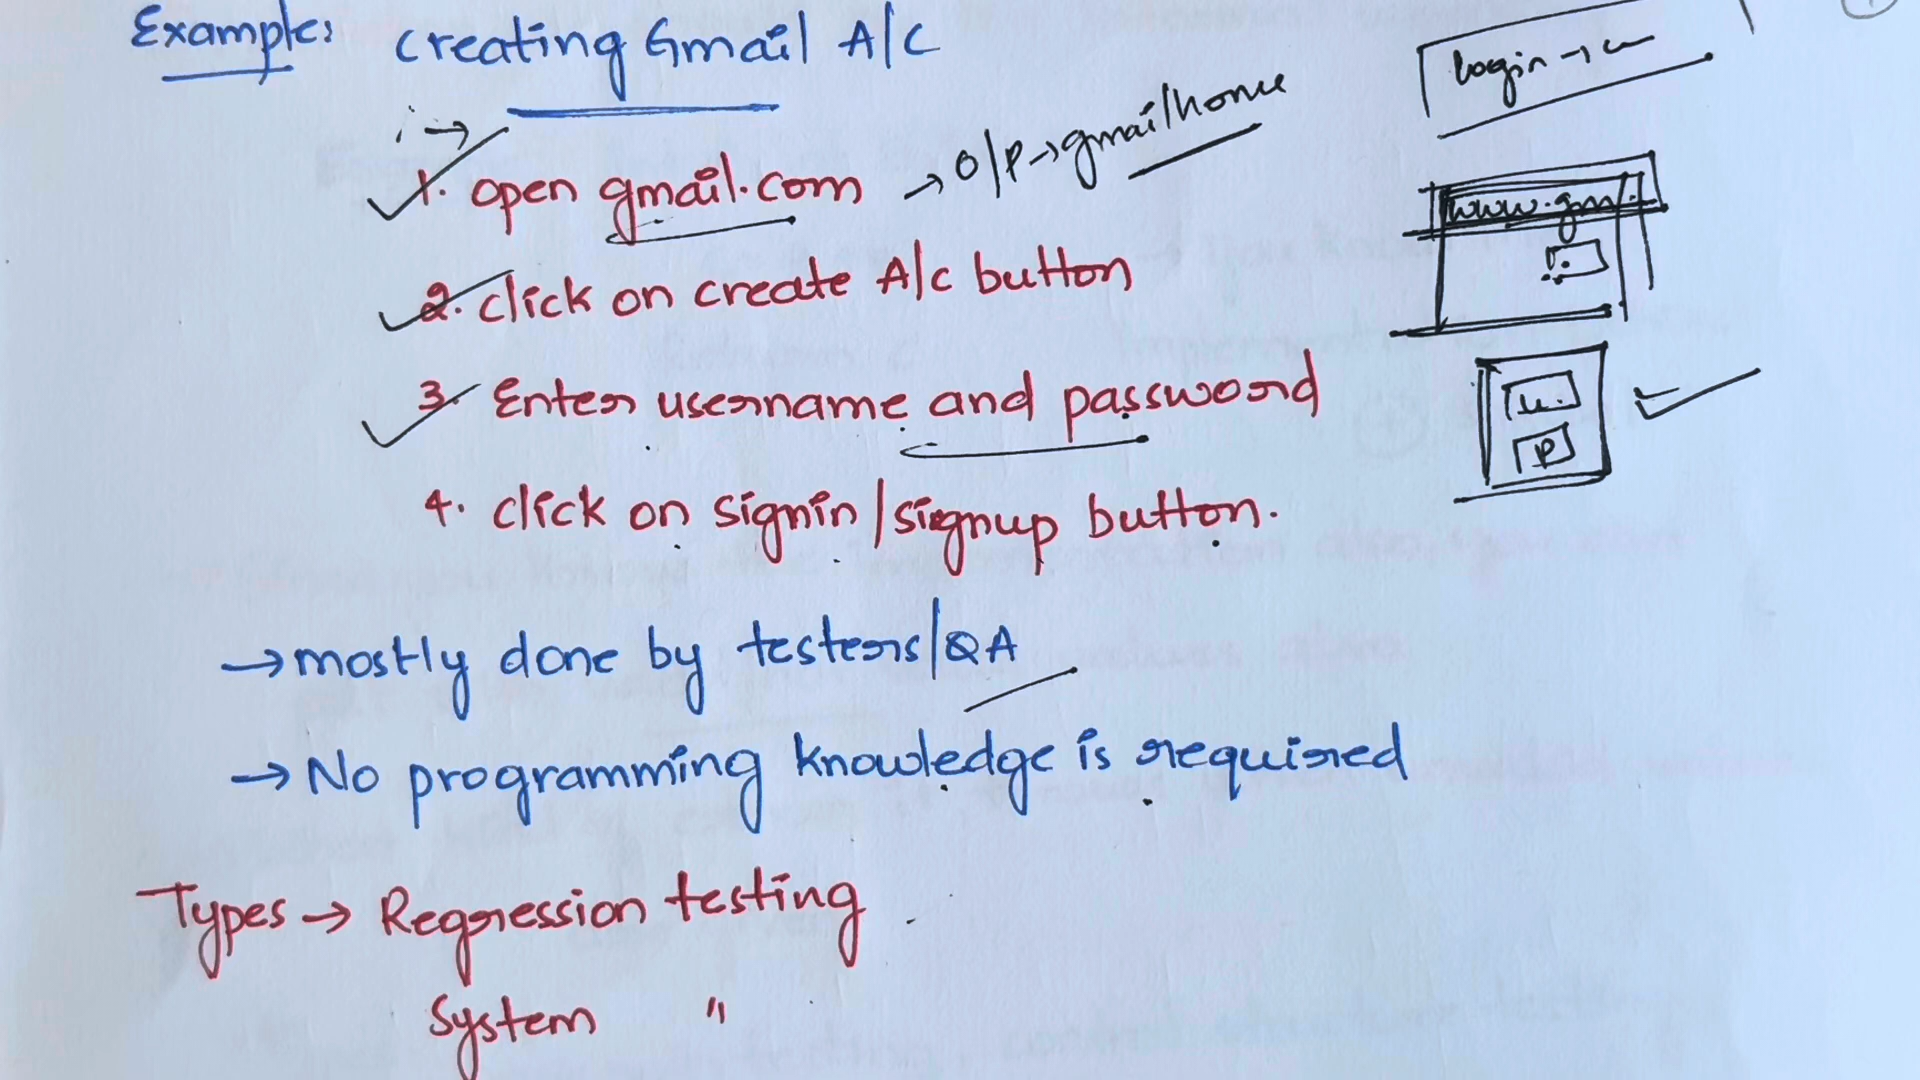 Example: creating Gmail A/c
login →
1. open gmail.com → O/P → gmail/home
www.gm
2. click on create A/c button
3. Enter username and password
u.
P
4. click on signin/signup button.
→ mostly done by testers/QA
→ No programming knowledge is required
Types → Regression testing
System "